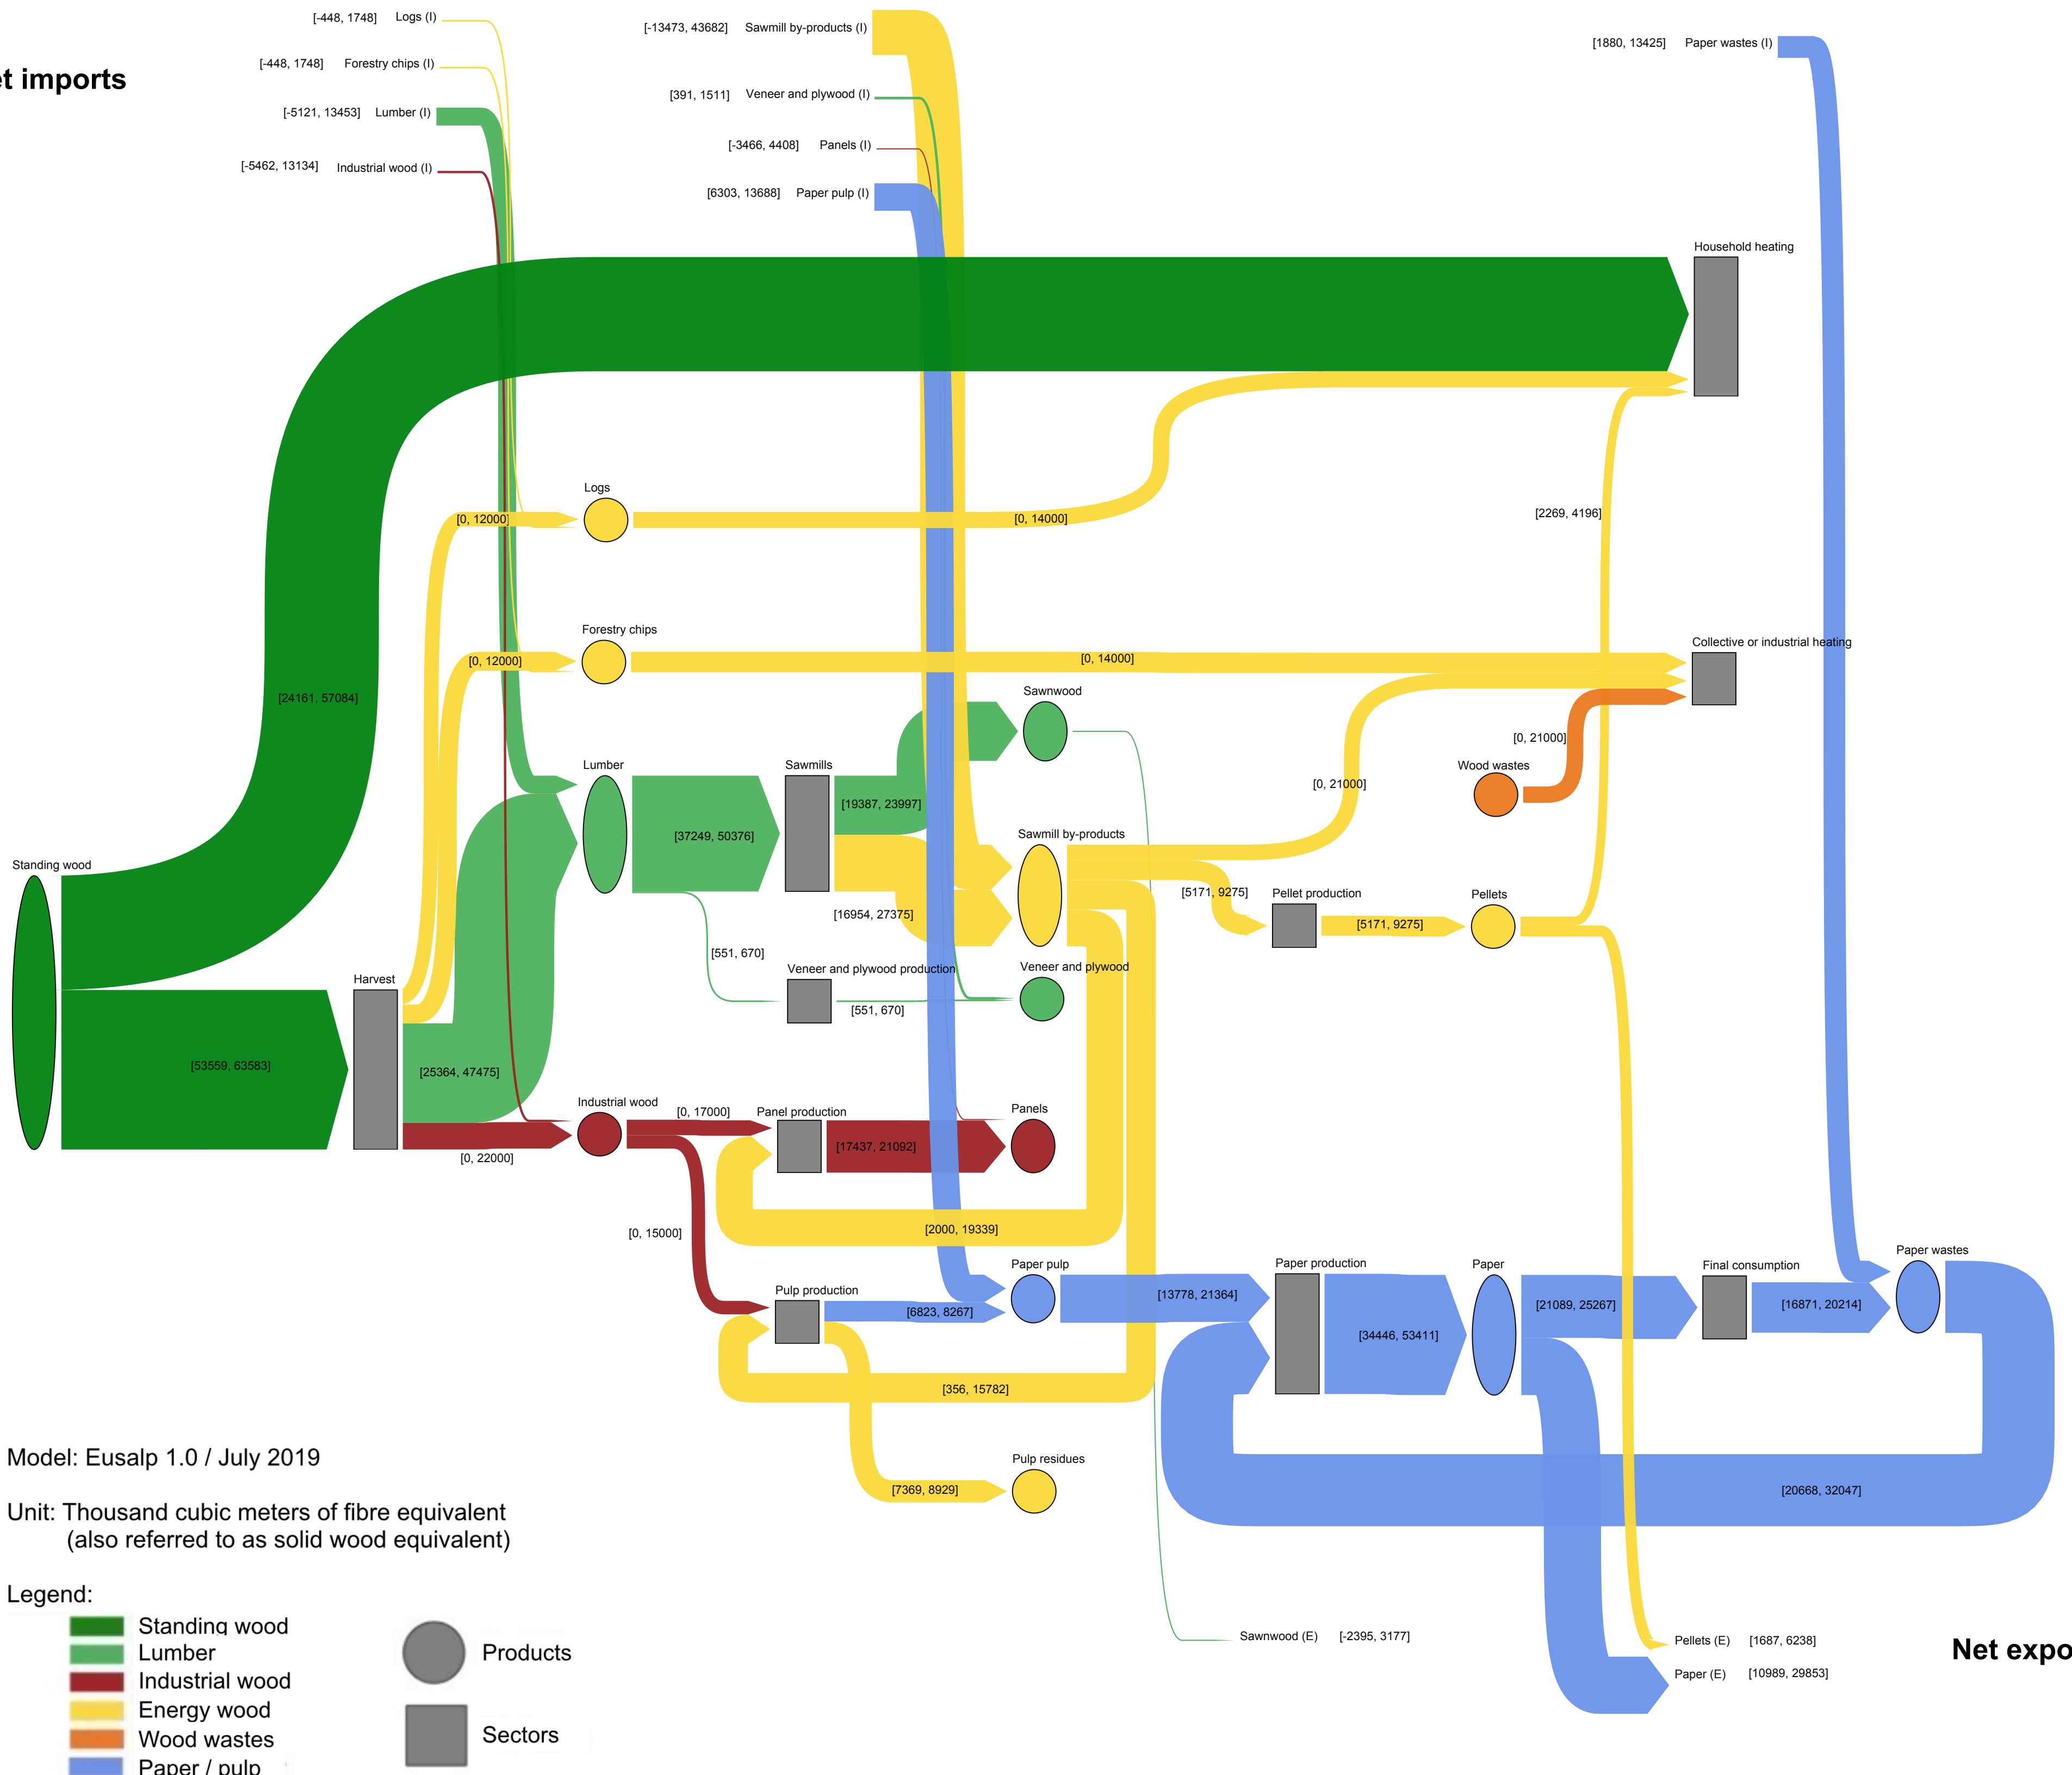 [-448, 1748] Logs (I)
[-13473, 43682] Sawmill by-products (I)
[1880, 13425] Paper wastes (I)
[-448, 1748] Forestry chips (I)
et imports
[391, 1511] Veneer and plywood (I)
[-5121, 13453] Lumber (I)
[-3466, 4408] Panels (I)
[-5462, 13134] Industrial wood (I)
[6303, 13688] Paper pulp (I)
Household heating
Logs
[0, 12000]
[0, 14000]
[2269, 4196]
Forestry chips
[0, 12000]
[0, 14000]
Collective or industrial heating
[24161, 57084]
Sawnwood
[0, 21000]
Lumber
Sawmills
Wood wastes
[0, 21000]
[19387, 23997]
[37249, 50376]
Sawmill by-products
Standing wood
[5171, 9275]
Pellet production
Pellets
[16954, 27375]
[5171, 9275]
[551, 670]
Veneer and plywood production
Veneer and plywood
Harvest
[551, 670]
[53559, 63583]
[25364, 47475]
Industrial wood
[0, 17000]
Panel production
Panels
[17437, 21092]
[0, 22000]
[0, 15000]
[2000, 19339]
Paper pulp
Paper production
Paper
Final consumption
Paper wastes
Pulp production
[13778, 21364]
[6823, 8267]
[21089, 25267]
[16871, 20214]
[34446, 53411]
[356, 15782]
Pulp residues
[7369, 8929]
[20668, 32047]
Model: Eusalp 1.0 / July 2019
Unit: Thousand cubic meters of fibre equivalent
(also referred to as solid wood equivalent)
Legend:
Standing wood
Lumber
Industrial wood
Energy wood
Wood wastes
Paper / pulp
Products
Sectors
Sawnwood (E) [-2395, 3177]
Pellets (E) [1687, 6238]
Paper (E) [10989, 29853]
Net expo